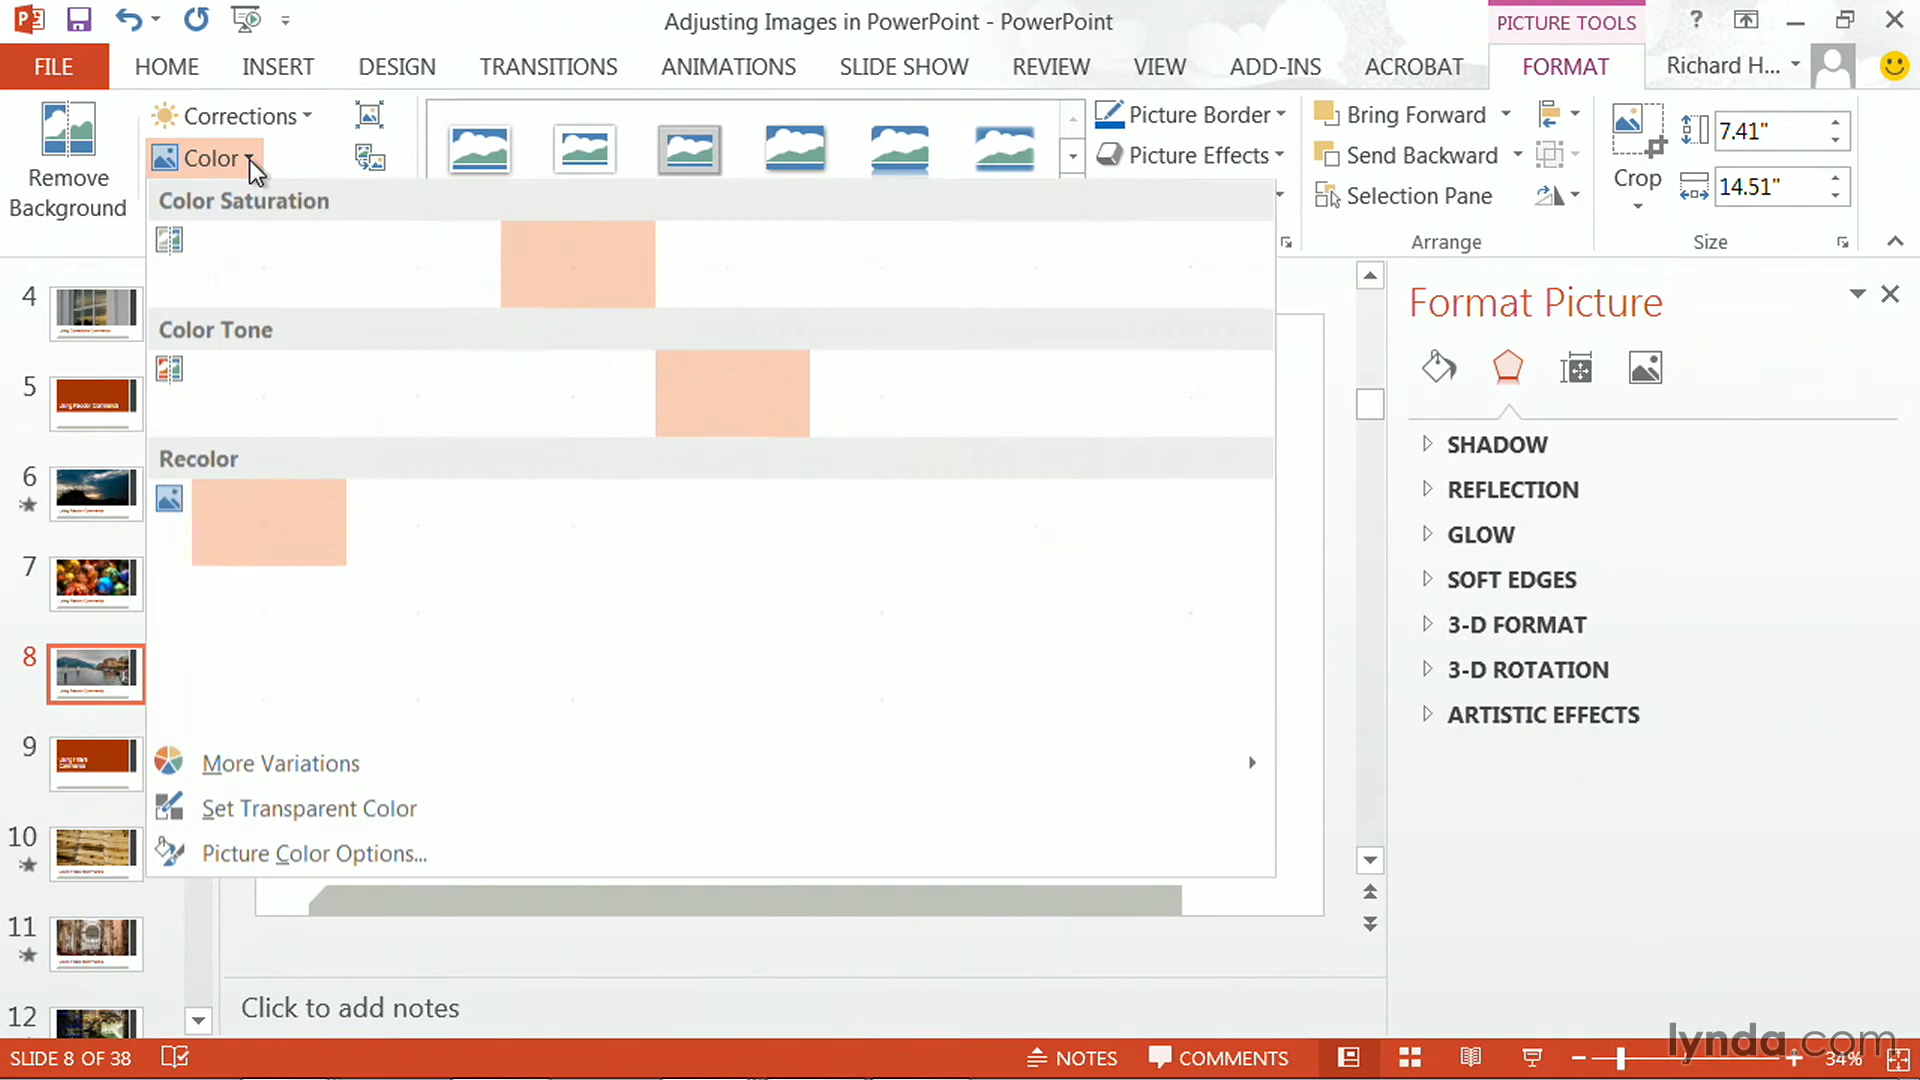 Adjusting Images in PowerPoint - PowerPoint
PICTURE TOOLS
?
FILE
HOME
INSERT
DESIGN
TRANSITIONS
ANIMATIONS
SLIDE SHOW
REVIEW
VIEW
ADD-INS
ACROBAT
FORMAT
Richard H...
Remove
Background
Corrections
Color
Picture Border
Picture Effects
Bring Forward
Send Backward
Selection Pane
Arrange
Crop
7.41"
14.51"
Size
Color Saturation
Color Tone
Recolor
More Variations
Set Transparent Color
Picture Color Options...
4
5
6
7
8
9
10
11
12
Format Picture
SHADOW
REFLECTION
GLOW
SOFT EDGES
3-D FORMAT
3-D ROTATION
ARTISTIC EFFECTS
Click to add notes
lynda.com
SLIDE 8 OF 38
NOTES
COMMENTS
34%